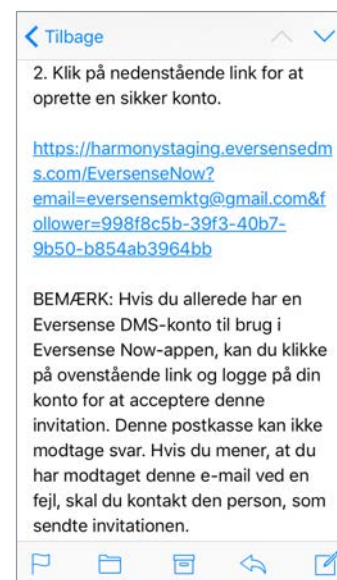 Tilbage
2. Klik på nedenstående link for at
oprette en sikker konto.
https://harmonystaging.eversensedm
s.com/EversenseNow?
email=eversensemktg@gmail.com&f
ollower=998f8c5b-39f3-40b7-
9b50-b854ab3964bb
BEMÆRK: Hvis du allerede har en
Eversense DMS-konto til brug i
Eversense Now-appen, kan du klikke
på ovenstående link og logge på din
konto for at acceptere denne
invitation. Denne postkasse kan ikke
modtage svar. Hvis du mener, at du
har modtaget denne e-mail ved en
fejl, skal du kontakt den person, som
sendte invitationen.